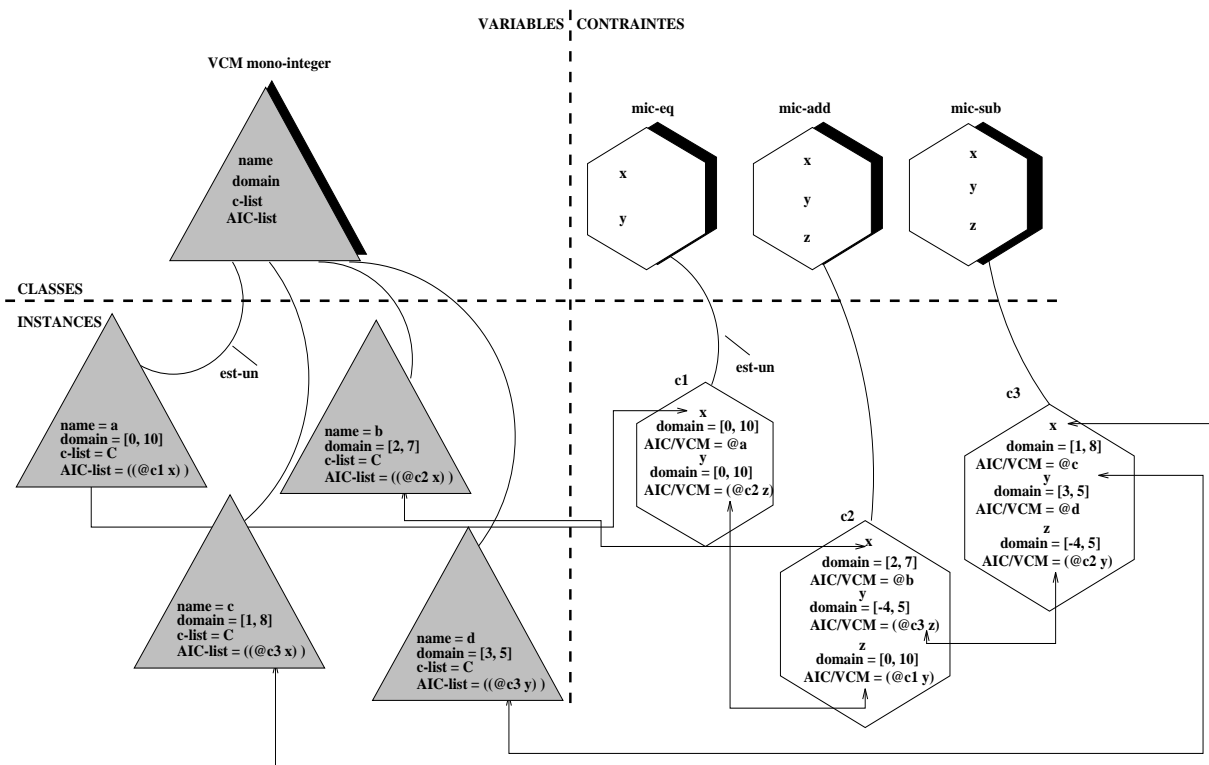 VARIABLES
CONTRAINTES
VCM mono-integer
name
domain
c-list
AIC-list
mic-eq
x
y
mic-add
x
y
z
mic-sub
x
y
z
CLASSES
INSTANCES
est-un
est-un
name = a
domain = [0, 10]
c-list = C
AIC-list = ((@c1 x) )
name = b
domain = [2, 7]
c-list = C
AIC-list = ((@c2 x) )
name = c
domain = [1, 8]
c-list = C
AIC-list = ((@c3 x) )
name = d
domain = [3, 5]
c-list = C
AIC-list = ((@c3 y) )
c1
x
domain = [0, 10]
AIC/VCM = @a
y
domain = [0, 10]
AIC/VCM = (@c2 z)
c2
x
domain = [2, 7]
AIC/VCM = @b
y
domain = [-4, 5]
AIC/VCM = (@c3 z)
z
domain = [0, 10]
AIC/VCM = (@c1 y)
c3
x
domain = [1, 8]
AIC/VCM = @c
y
domain = [3, 5]
AIC/VCM = @d
z
domain = [-4, 5]
AIC/VCM = (@c2 y)